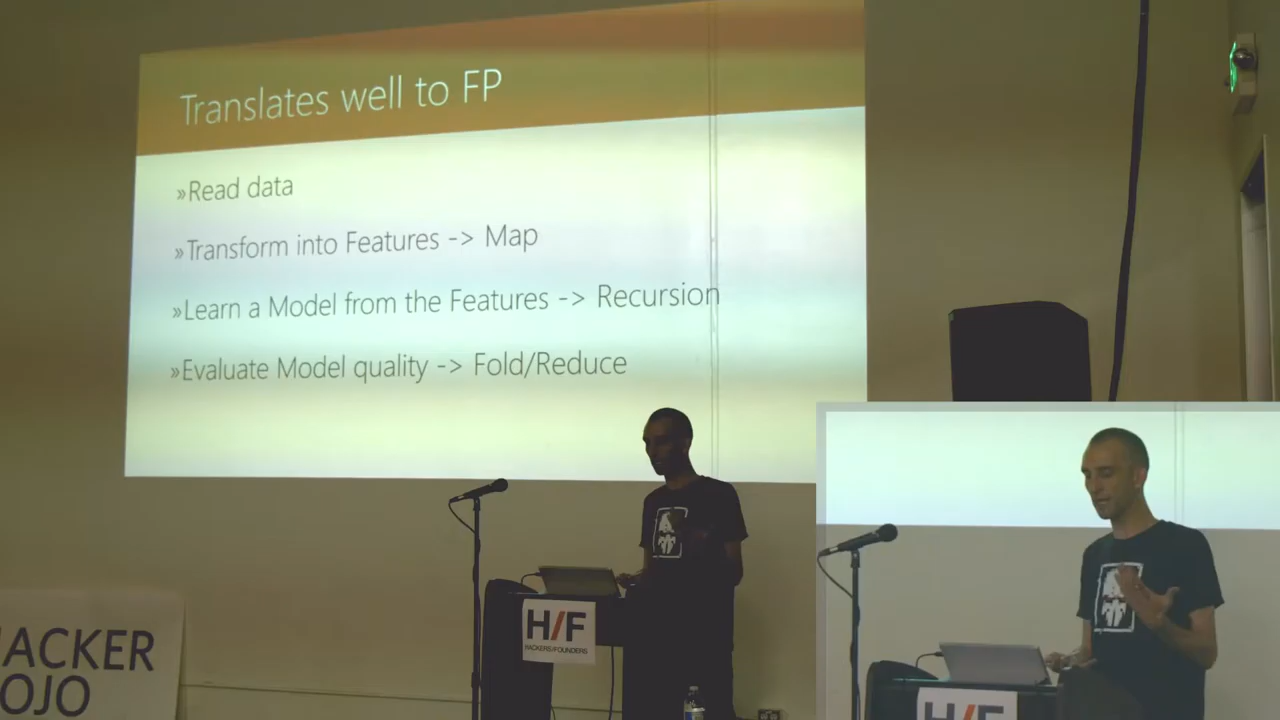 Translates well to FP
»Read data
»Transform into Features -> Map
»Learn a Model from the Features -> Recursion
»Evaluate Model quality -> Fold/Reduce
H/F
HACKERS/FOUNDERS
ACKER
OJO
H/F